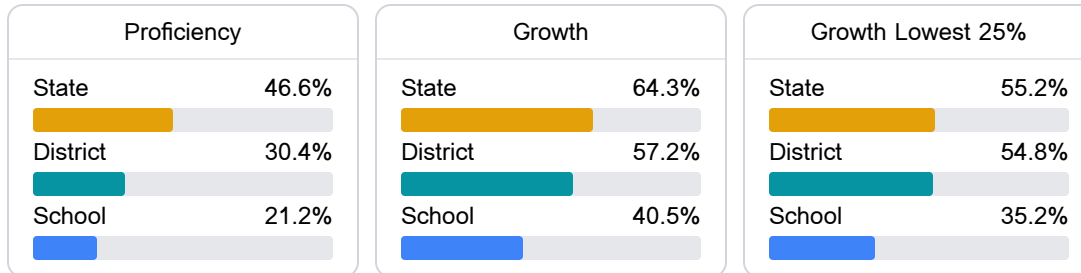 Proficiency
State 46.6%
District 30.4%
School 21.2%
Growth
State 64.3%
District 57.2%
School 40.5%
Growth Lowest 25%
State 55.2%
District 54.8%
School 35.2%